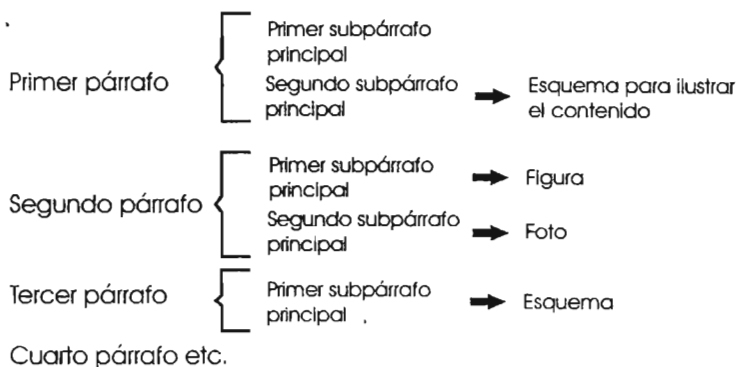 Primer párrafo
Primer subpárrafo
principal
Segundo subpárrafo
principal
Esquema para ilustrar
el contenido
Segundo párrafo
Primer subpárrafo
principal
Figura
Segundo subpárrafo
principal
Foto
Tercer párrafo
Primer subpárrafo
principal
Esquema
Cuarto párrafo etc.